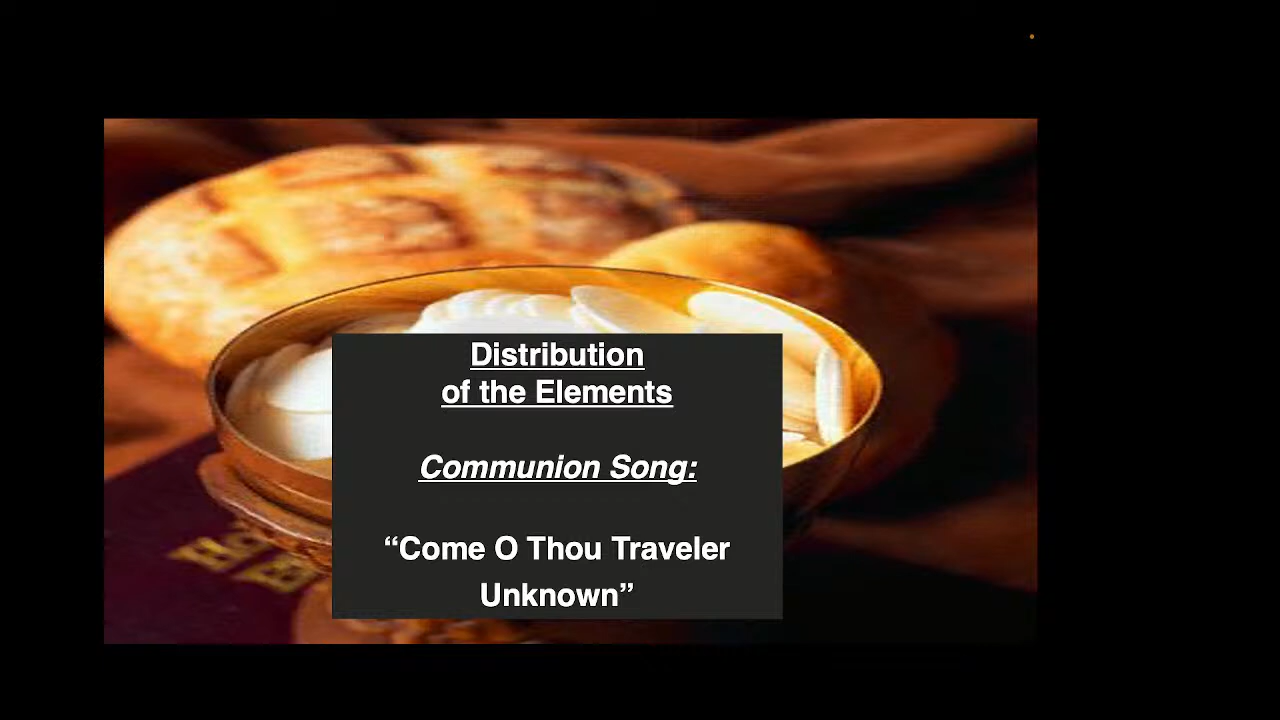 Distribution
of the Elements
Communion Song:
“Come O Thou Traveler
Unknown”